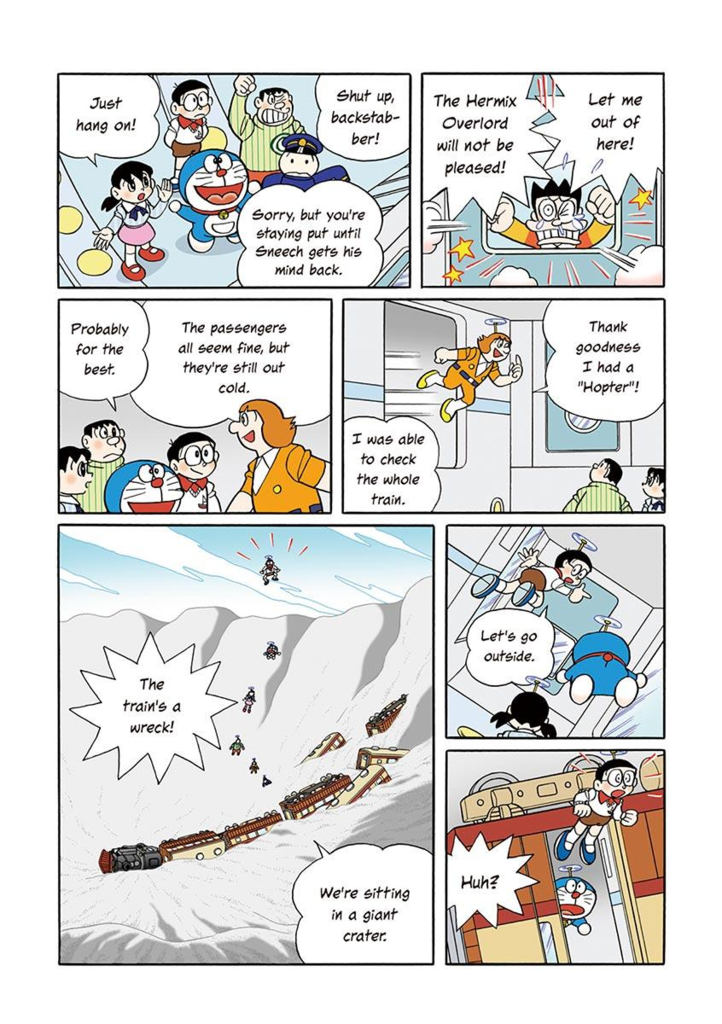 Let me
out of
here!
The Hermix
Overlord
will not be
pleased!
Shut up,
backstab-
ber!
Sorry, but you're
staying put until
Sneech gets his
mind back.
Just
hang on!
Thank
goodness
I had a
"Hopter"!
I was able
to check
the whole
train.
The passengers
all seem fine, but
they're still out
cold.
Probably
for the
best.
Let's go
outside.
Huh?
The
train's a
wreck!
We're sitting
in a giant
crater.